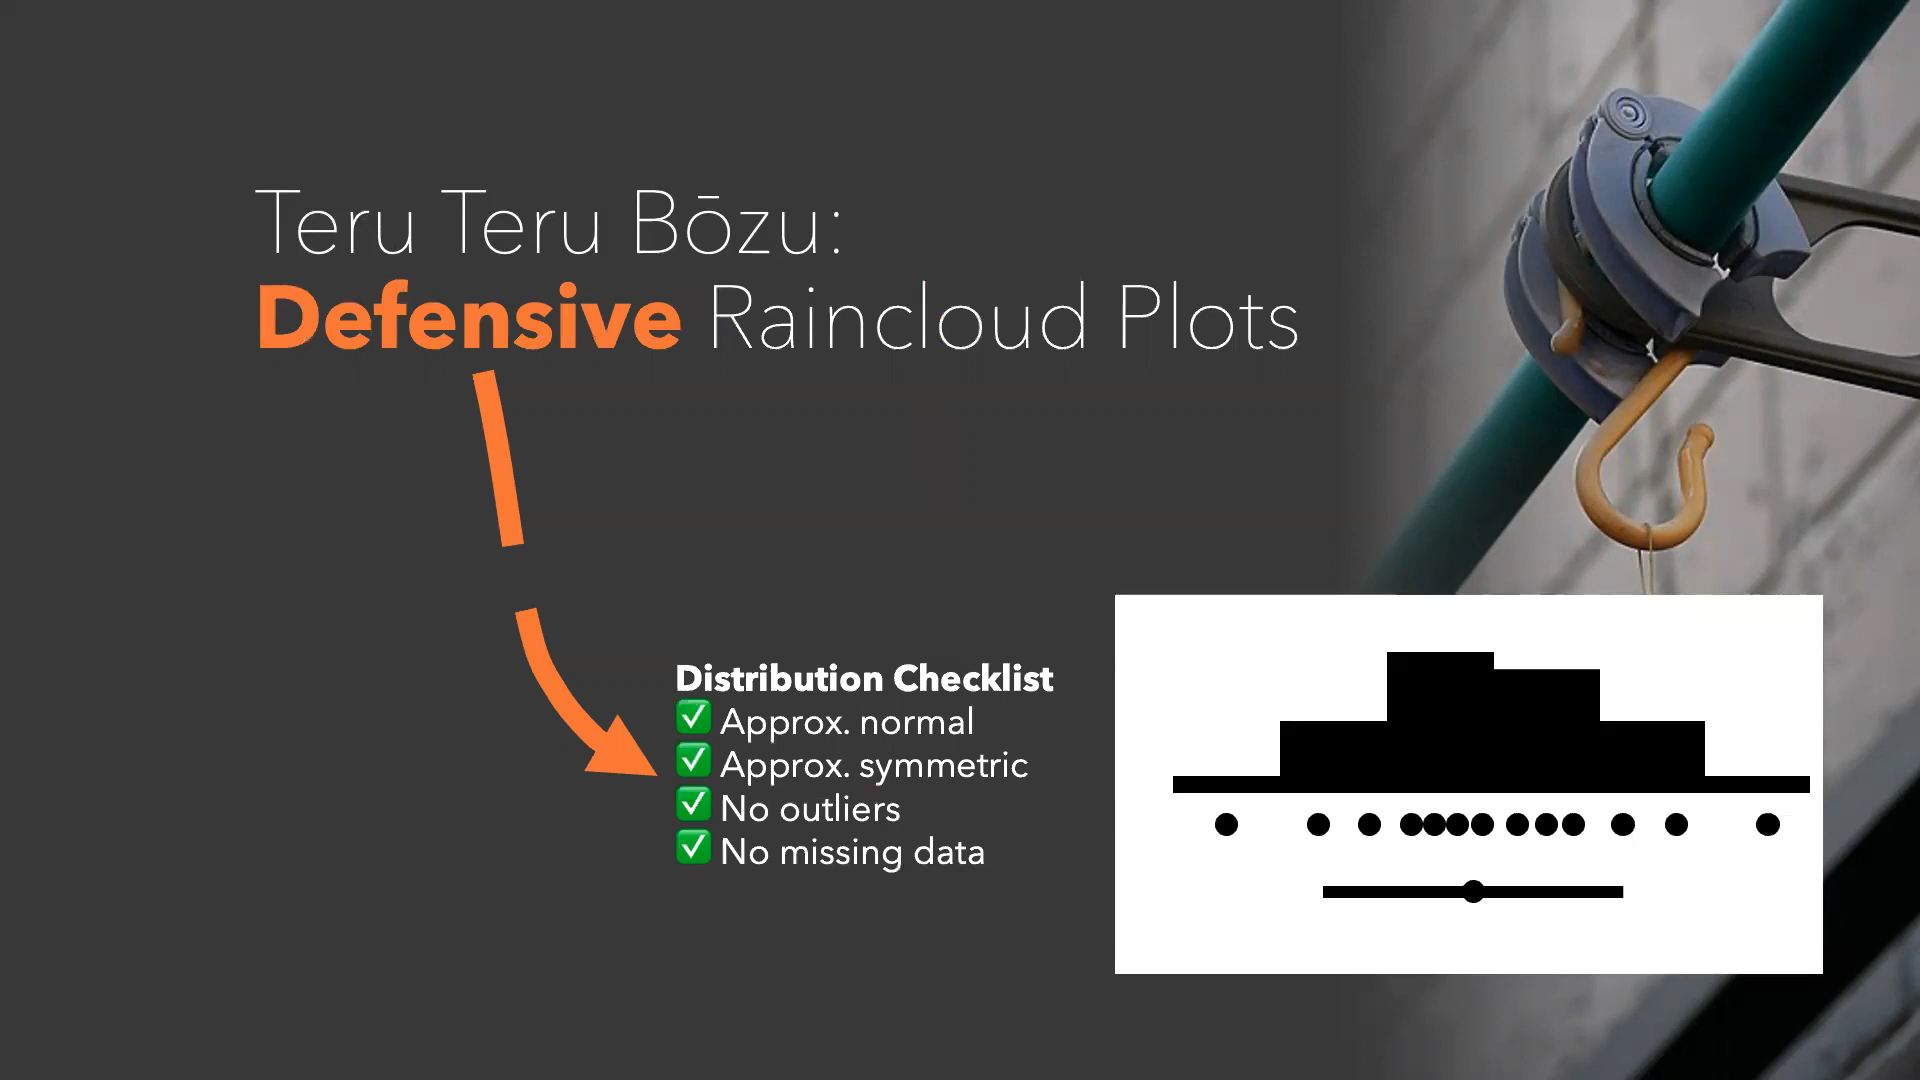 Teru Teru Bōzu:
Defensive Raincloud Plots
Distribution Checklist
✅ Approx. normal
✅ Approx. symmetric
✅ No outliers
✅ No missing data